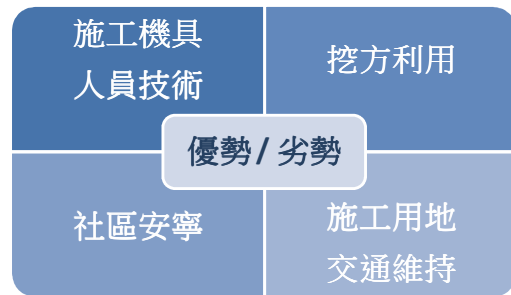 施工機具
人員技術
挖方利用
優勢/劣勢
社區安寧
施工用地
交通維持